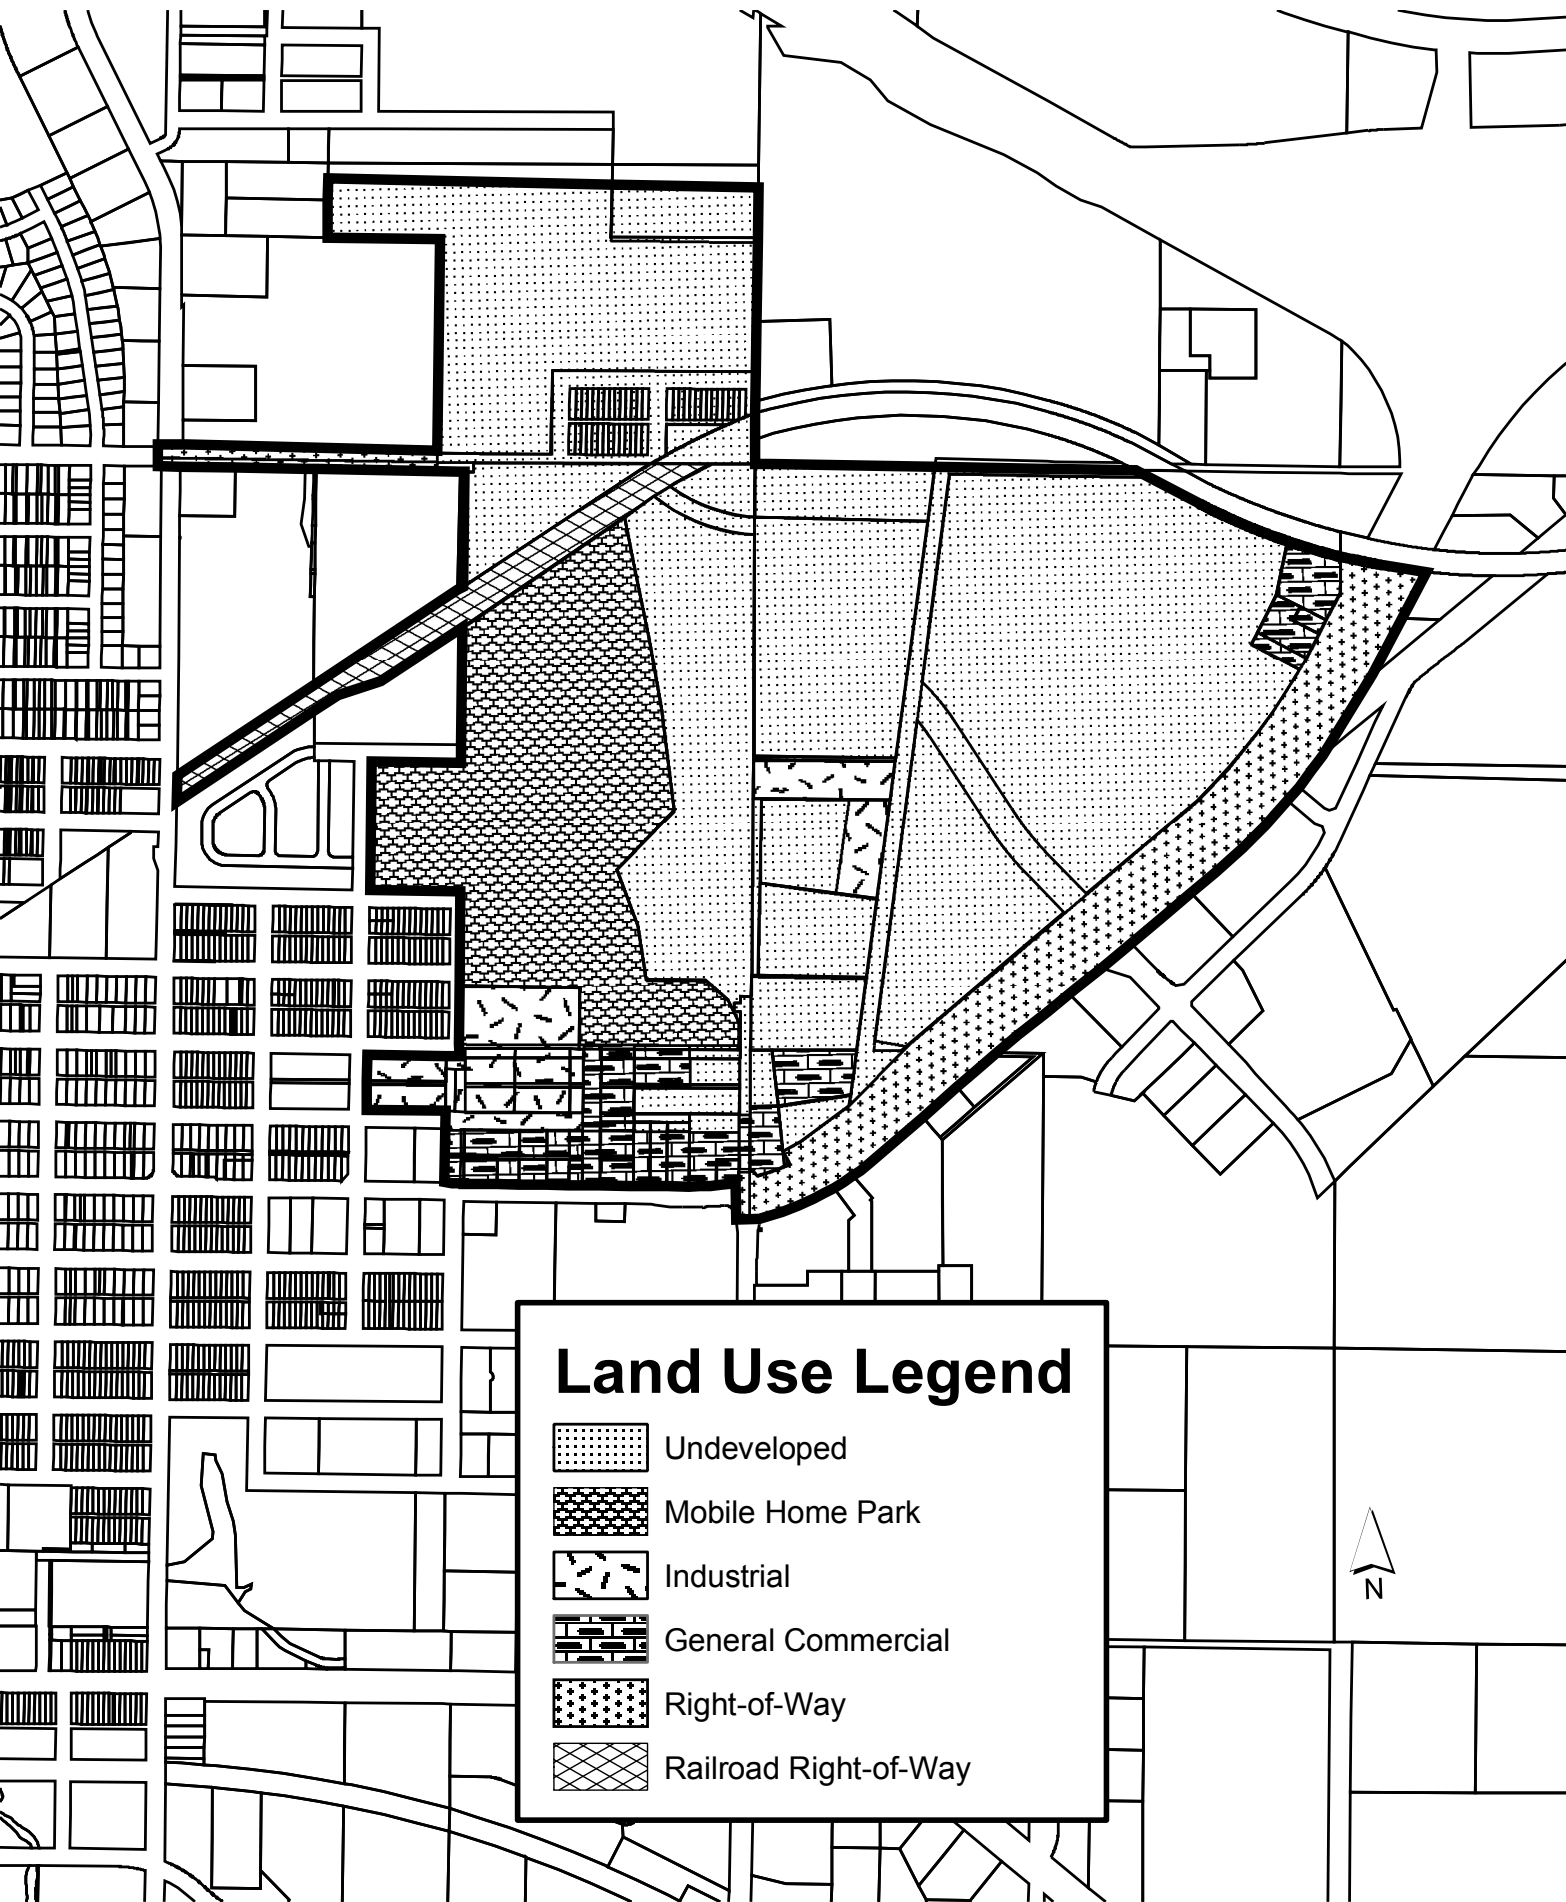 Land Use Legend
Undeveloped
Mobile Home Park
Industrial
General Commercial
Right-of-Way
Railroad Right-of-Way
N